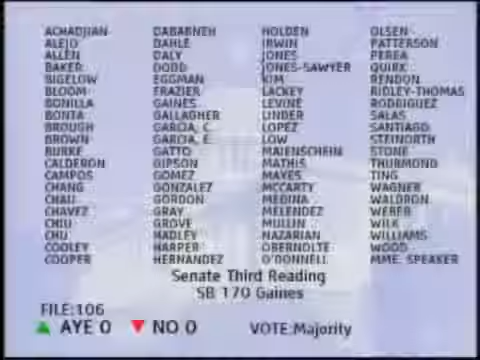 ACHADJIAN DABABNEH HOLDEN OLSEN
ALEJO DAHLE IRWIN PATTERSON
ALLEN DALY JONES PEREA
BAKER DODD JONES-SAWYER QUIRK
BIGELOW EGGMAN KIM RENDON
BLOOM FRAZIER LACKEY RIDLEY-THOMAS
BONILLA GAINES LEVINE RODRIGUEZ
BONTA GALLAGHER LINDER SALAS
BROUGH GARCIA, C. LOPEZ SANTIAGO
BROWN GARCIA, E. LOW STEINORTH
BURKE GATTO MAIENSCHEIN STONE
CALDERON GIPSON MATHIS THURMOND
CAMPOS GOMEZ MAYES TING
CHANG GONZALEZ MCCARTY WAGNER
CHAU GORDON MEDINA WALDRON
CHAVEZ GRAY MELENDEZ WEBER
CHIU GROVE MULLIN WILK
CHU HADLEY NAZARIAN WILLIAMS
COOLEY HARPER OBERNOLTE WOOD
COOPER HERNANDEZ O'DONNELL MME. SPEAKER
Senate Third Reading
SB 170 Gaines
FILE:106
▲ AYE 0 ▼ NO 0 VOTE:Majority